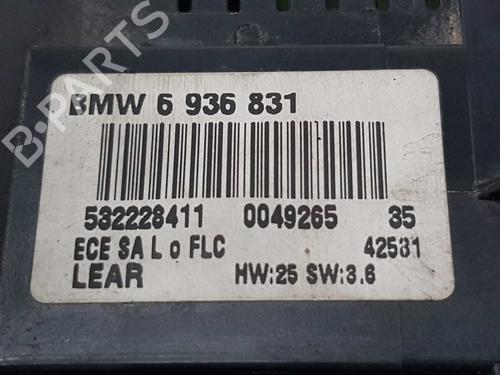 B-PARTS
BMW 6 936 831
532228411 0049265 35
ECE SA L o FLC 42531
LEAR HW:25 SW:3.6